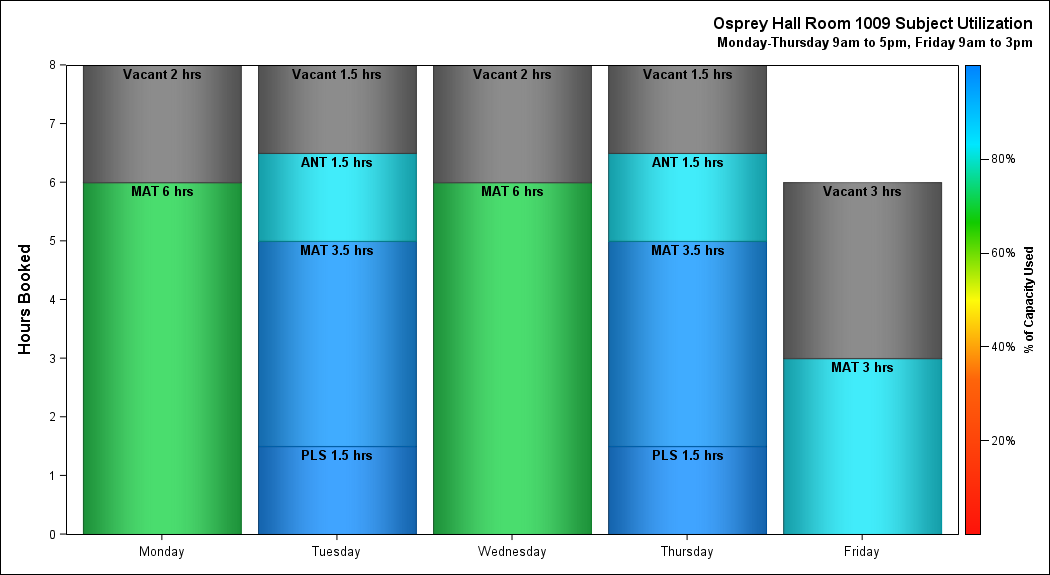 Osprey Hall Room 1009 Subject Utilization
Monday-Thursday 9am to 5pm, Friday 9am to 3pm
Hours Booked
8
7
6
5
4
3
2
1
0
Vacant 2 hrs
MAT 6 hrs
Vacant 1.5 hrs
ANT 1.5 hrs
MAT 3.5 hrs
PLS 1.5 hrs
Vacant 2 hrs
MAT 6 hrs
Vacant 1.5 hrs
ANT 1.5 hrs
MAT 3.5 hrs
PLS 1.5 hrs
Vacant 3 hrs
MAT 3 hrs
Monday
Tuesday
Wednesday
Thursday
Friday
80%
60%
40%
20%
% of Capacity Used